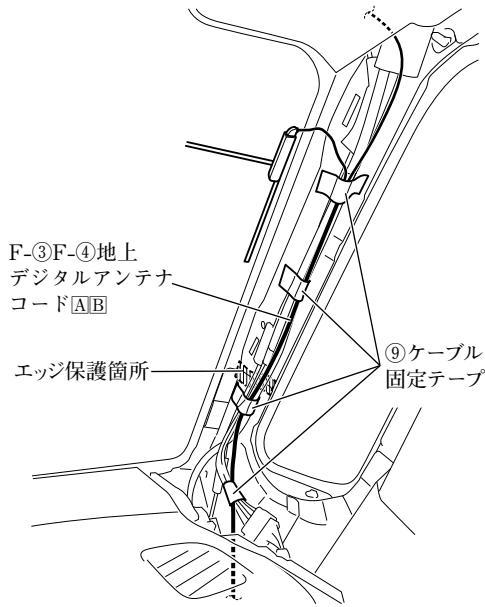 F-③F-④地上
デジタルアンテナ
コード🄰🄱
エッジ保護箇所
⑨ケーブル
固定テープ